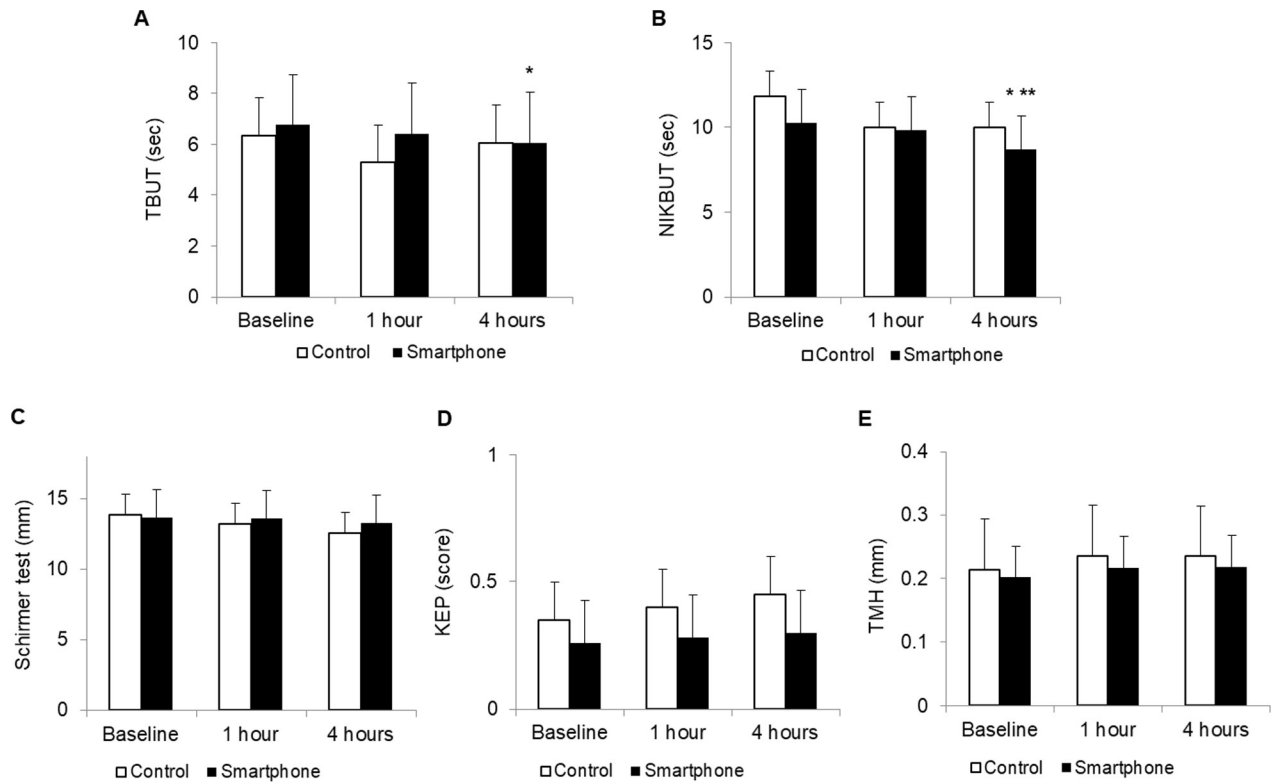 A
TBUT (sec)
10
8
6
4
2
0
*
Baseline 1 hour 4 hours
Control Smartphone
B
NIKBUT (sec)
15
10
5
0
* **
Baseline 1 hour 4 hours
Control Smartphone
C
Schirmer test (mm)
15
10
5
0
Baseline 1 hour 4 hours
Control Smartphone
D
KEP (score)
1
0.5
0
Baseline 1 hour 4 hours
Control Smartphone
E
TMH (mm)
0.4
0.3
0.2
0.1
0
Baseline 1 hour 4 hours
Control Smartphone